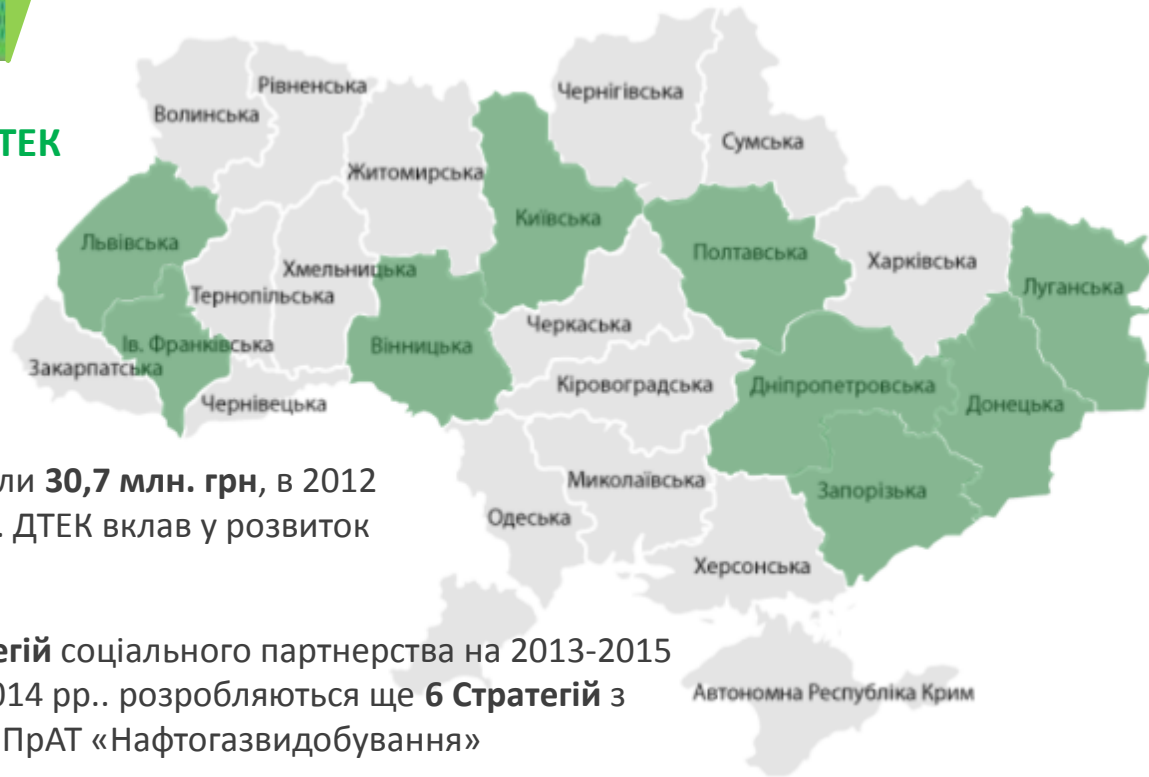 Рівненська
Чернігівська
Волинська
ТЕК
Сумська
Житомирська
Київська
Львівська
Полтавська
Харківська
Хмельницька
Луганська
Тернопільська
Черкаська
Ів. Франківська
Вінницька
Закарпатська
Кіровоградська
Дніпропетровська
Чернівецька
Донецька
ли 30,7 млн. грн, в 2012
Миколаївська
Запорізька
Одеська
. ДТЕК вклав у розвиток
Херсонська
егій соціального партнерства на 2013-2015
014 рр.. розробляються ще 6 Стратегій з
Автономна Республіка Крим
ПрАТ «Нафтогазвидобування»